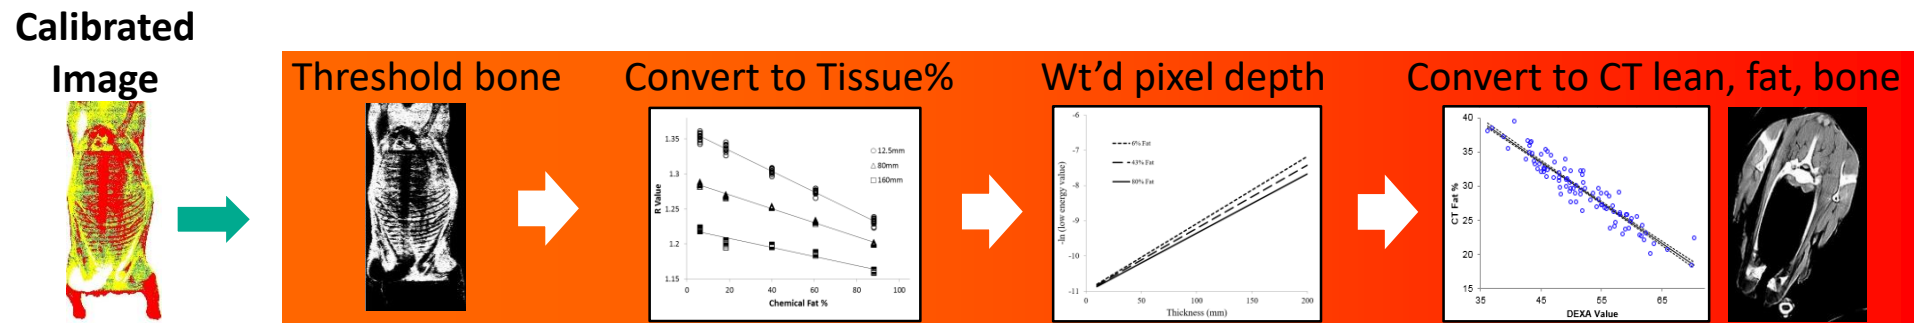 Calibrated
Image
Threshold bone
Convert to Tissue%
Wt'd pixel depth
Convert to CT lean, fat, bone
1.35
1.3
1.25
1.2
1.15
R Value
0
20
40
60
80
100
Chemical Fat %
12.5mm
80mm
160mm
-6
-7
-8
-9
-10
-11
-ln (low energy value)
0
50
100
150
200
Thickness (mm)
6% Fat
43% Fat
80% Fat
40
35
30
25
20
15
CT Fat %
35
45
55
65
DEXA Value